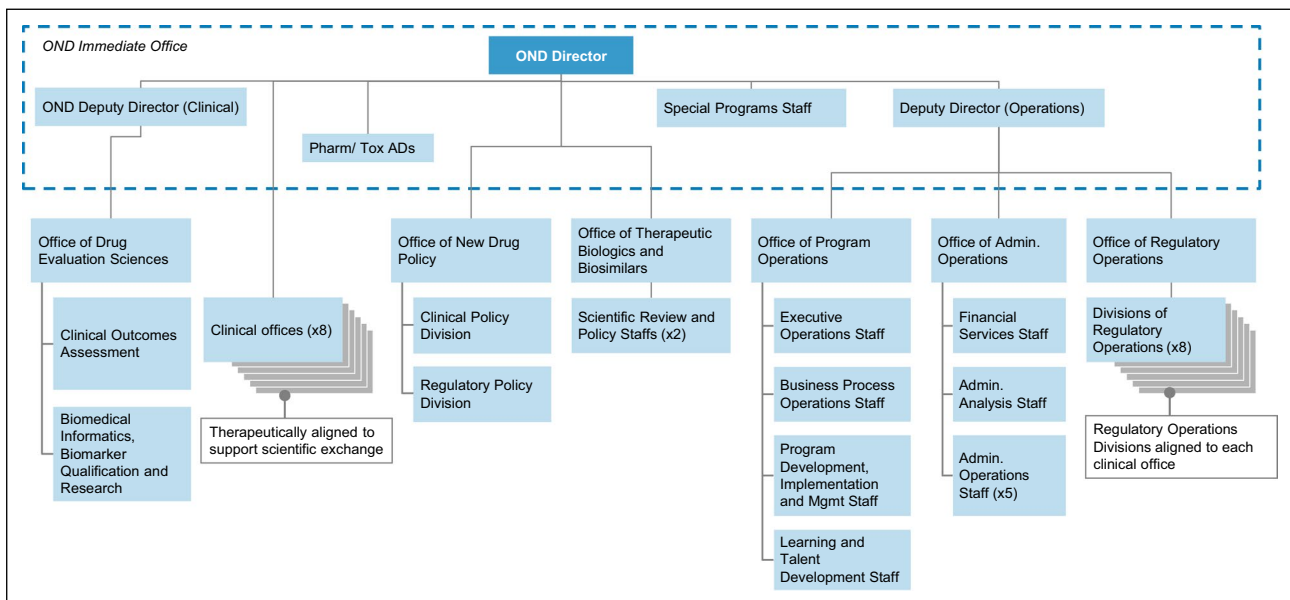 OND Immediate Office
OND Director
OND Deputy Director (Clinical)
Special Programs Staff
Deputy Director (Operations)
Pharm/ Tox ADs
Office of Drug
Evaluation Sciences
Clinical Outcomes
Assessment
Biomedical
Informatics,
Biomarker
Qualification and
Research
Clinical offices (x8)
Therapeutically aligned to
support scientific exchange
Office of New Drug
Policy
Clinical Policy
Division
Regulatory Policy
Division
Office of Therapeutic
Biologics and
Biosimilars
Scientific Review and
Policy Staffs (x2)
Office of Program
Operations
Executive
Operations Staff
Business Process
Operations Staff
Program
Development,
Implementation
and Mgmt Staff
Learning and
Talent
Development Staff
Office of Admin.
Operations
Financial
Services Staff
Admin.
Analysis Staff
Admin.
Operations
Staff (x5)
Office of Regulatory
Operations
Divisions of
Regulatory
Operations (x8)
Regulatory Operations
Divisions aligned to each
clinical office